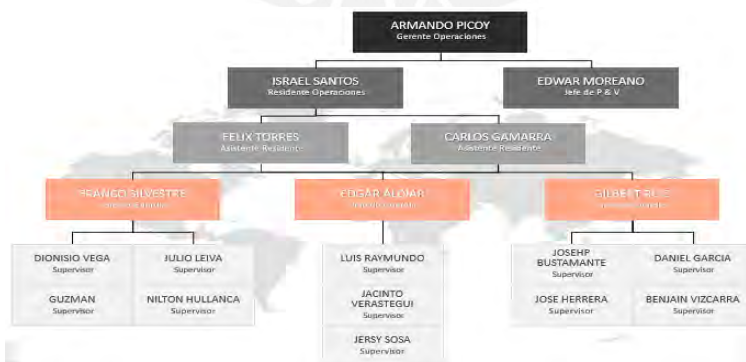 ARMANDO PICOY
Gerente Operaciones
ISRAEL SANTOS
Residente Operaciones
EDWAR MOREANO
Jefe de P & V
FELIX TORRES
Asistente Residente
CARLOS GAMARRA
Asistente Residente
FRANCO SILVESTRE
EDGAR
GILBERT
DIONISIO VEGA
Supervisor
JULIO LEIVA
Supervisor
GUZMAN
Supervisor
NILTON HULLANCA
Supervisor
LUIS RAYMUNDO
Supervisor
JACINTO
VERASTEGUI
Supervisor
JERSY SOSA
Supervisor
JOSEHP
BUSTAMANTE
Supervisor
DANIEL GARCIA
Supervisor
JOSE HERRERA
Supervisor
BENJAIN VIZCARRA
Supervisor